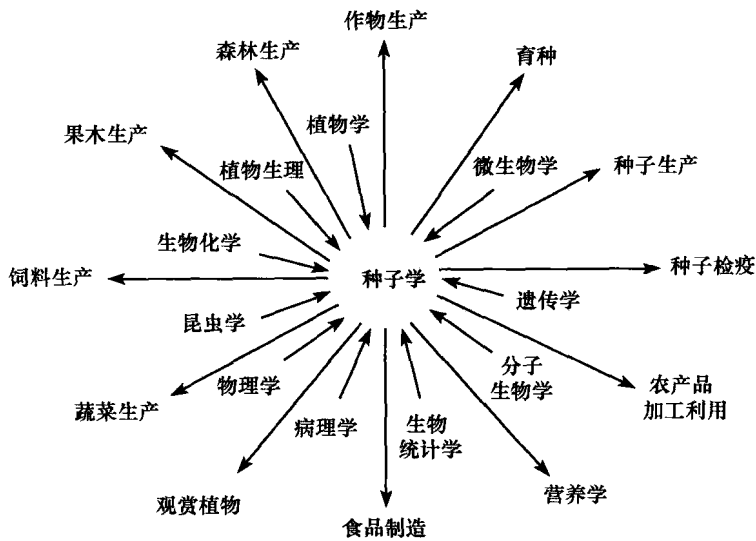 作物生产
森林生产
育种
植物学
果木生产
植物生理
微生物学
种子生产
生物化学
饲料生产
种子学
种子检疫
昆虫学
遗传学
物理学
分子
生物学
农产品
加工利用
蔬菜生产
病理学
生物
统计学
观赏植物
营养学
食品制造